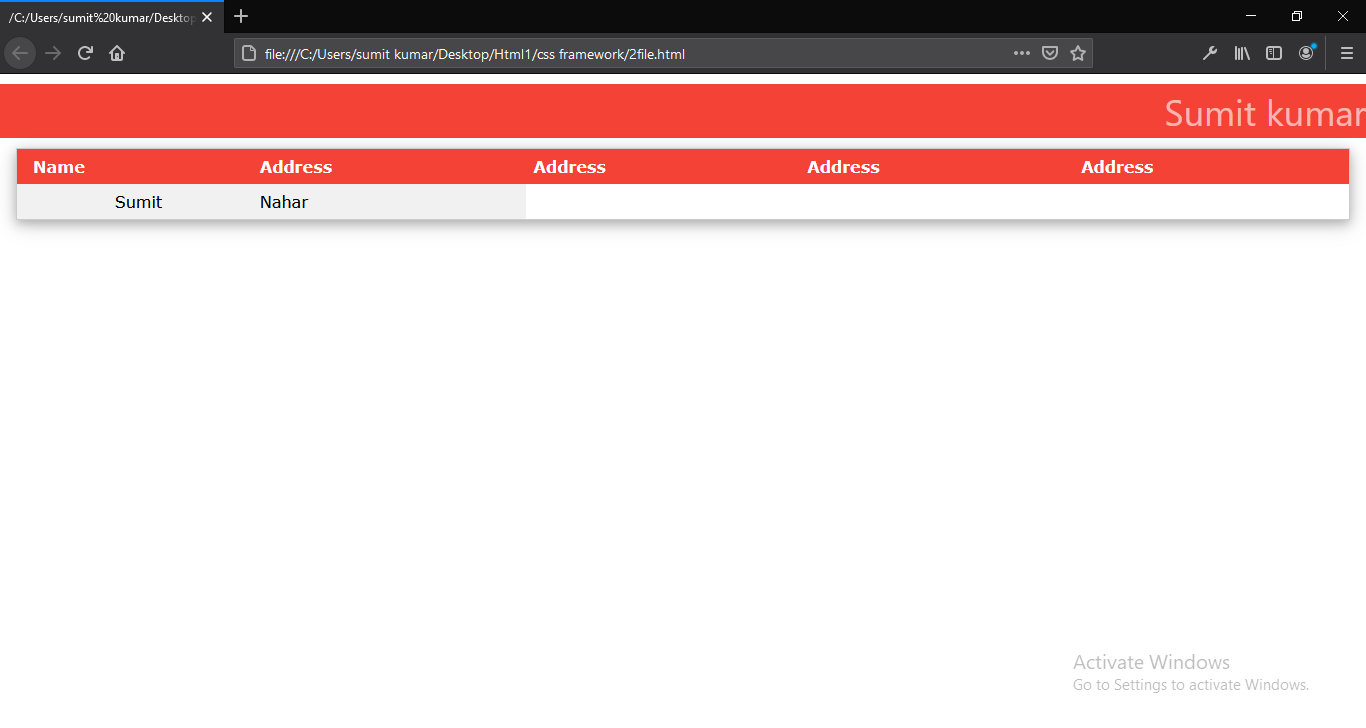 /C:/Users/sumit%20kumar/Deskto
file:///C:/Users/sumit kumar/Desktop/Html1/css framework/2file.html
Sumit kumar
Name Address Address Address Address
Sumit Nahar
Activate Windows
Go to Settings to activate Windows.